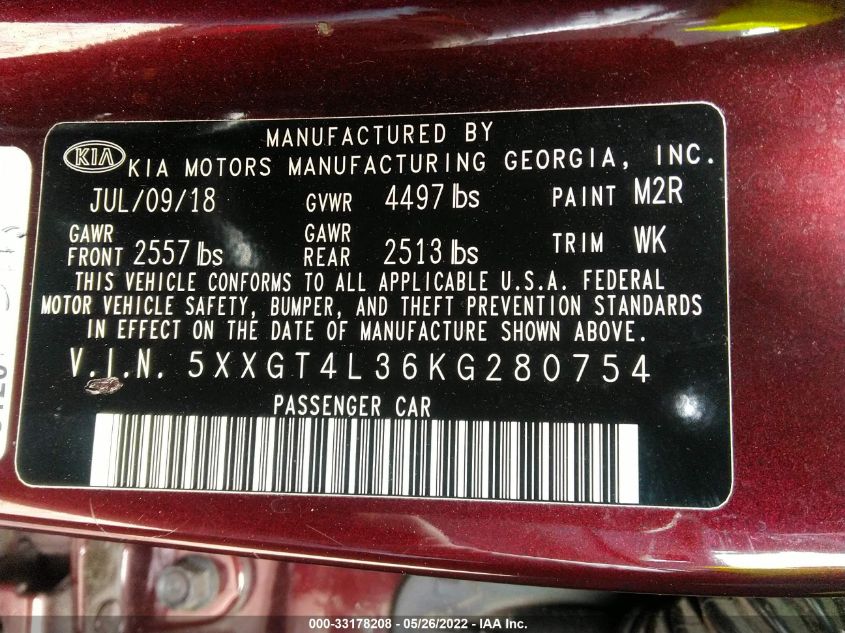 MANUFACTURED BY
KIA KIA MOTORS MANUFACTURING GEORGIA, INC.
JUL/09/18 GVWR 4497 lbs PAINT M2R
GAWR FRONT 2557 lbs GAWR REAR 2513 lbs TRIM WK
THIS VEHICLE CONFORMS TO ALL APPLICABLE U.S.A. FEDERAL
MOTOR VEHICLE SAFETY, BUMPER, AND THEFT PREVENTION STANDARDS
IN EFFECT ON THE DATE OF MANUFACTURE SHOWN ABOVE.
V.I.N. 5XXGT4L36KG280754
PASSENGER CAR
000-33178208 - 05/26/2022 - IAA Inc.